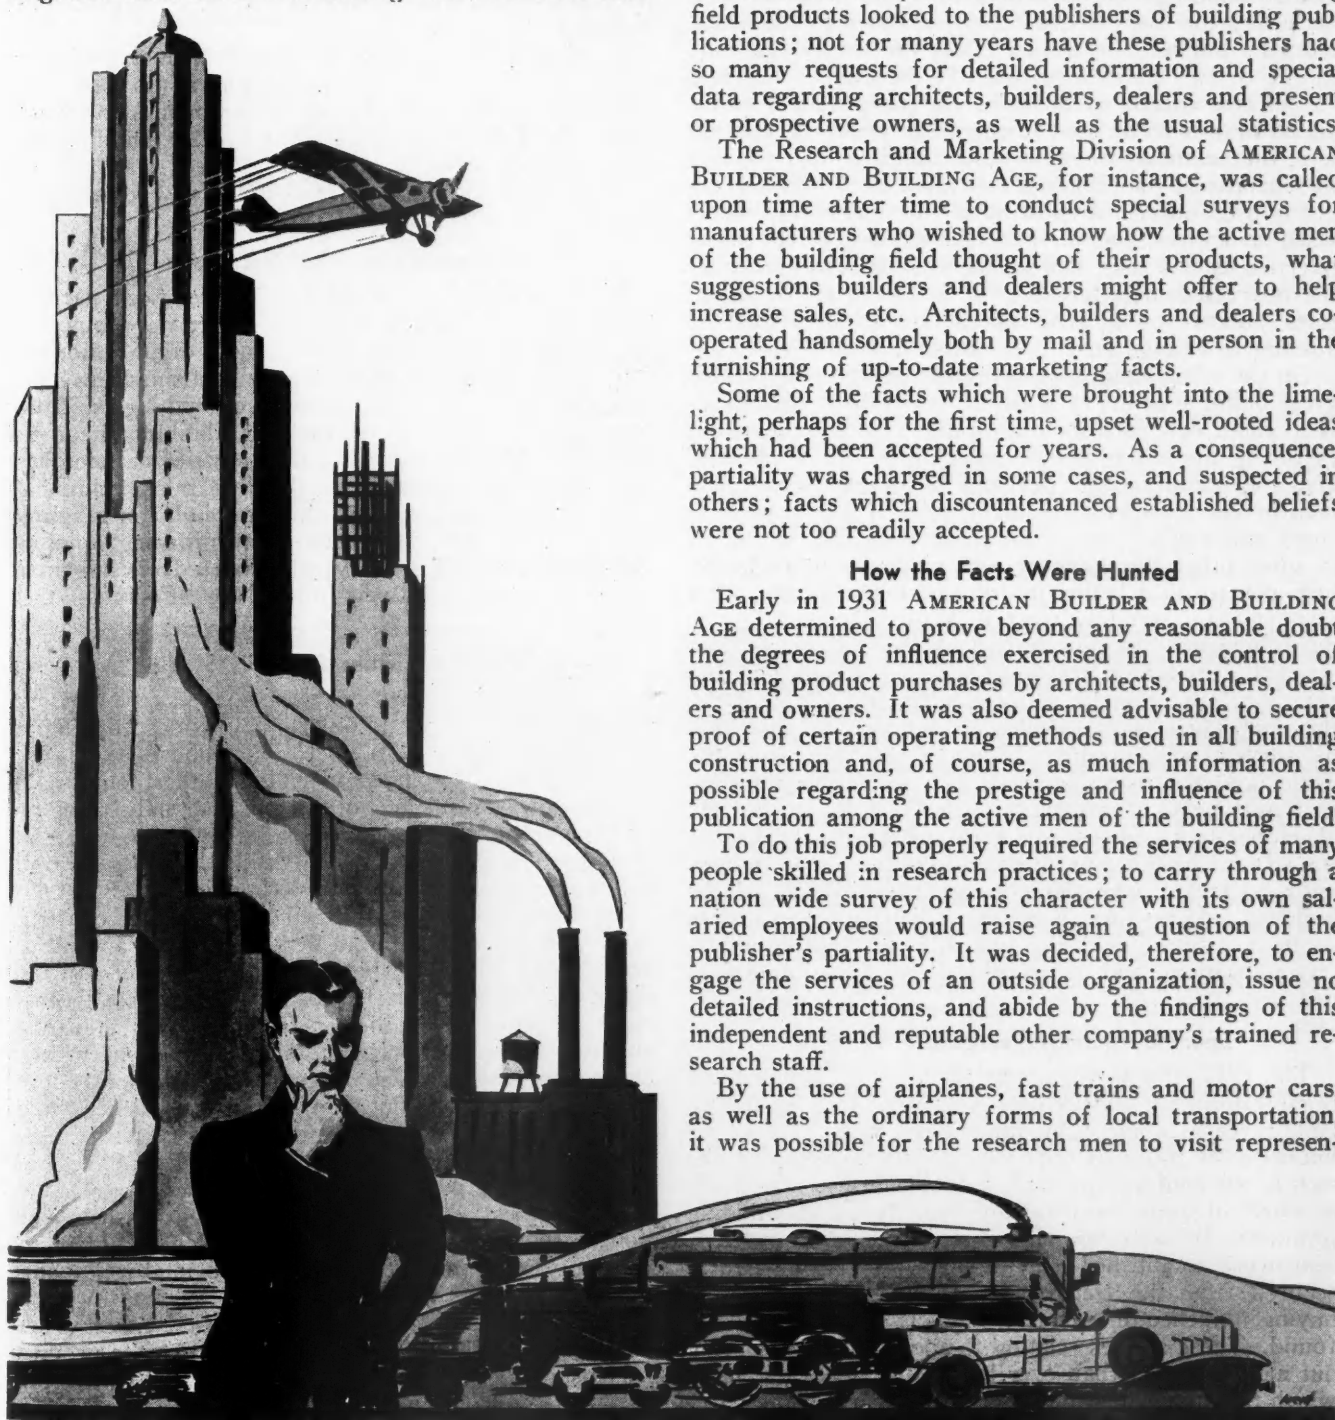 field products looked to the publishers of building pub
lications; not for many years have these publishers had
so many requests for detailed information and specia
data regarding architects, builders, dealers and presen
or prospective owners, as well as the usual statistics
The Research and Marketing Division of AMERICAN
BUILDER AND BUILDING AGE, for instance, was called
upon time after time to conduct special surveys for
manufacturers who wished to know how the active men
of the building field thought of their products, what
suggestions builders and dealers might offer to help
increase sales, etc. Architects, builders and dealers co-
operated handsomely both by mail and in person in the
furnishing of up-to-date marketing facts.
Some of the facts which were brought into the lime-
light, perhaps for the first time, upset well-rooted ideas
which had been accepted for years. As a consequence
partiality was charged in some cases, and suspected in
others; facts which discountenanced established beliefs
were not too readily accepted.
How the Facts Were Hunted
Early in 1931 AMERICAN BUILDER AND BUILDING
AGE determined to prove beyond any reasonable doubt
the degrees of influence exercised in the control of
building product purchases by architects, builders, deal-
ers and owners. It was also deemed advisable to secure
proof of certain operating methods used in all building
construction and, of course, as much information as
possible regarding the prestige and influence of this
publication among the active men of the building field
To do this job properly required the services of many
people skilled in research practices; to carry through a
nation wide survey of this character with its own sal-
aried employees would raise again a question of the
publisher's partiality. It was decided, therefore, to en-
gage the services of an outside organization, issue no
detailed instructions, and abide by the findings of this
independent and reputable other company's trained re-
search staff.
By the use of airplanes, fast trains and motor cars
as well as the ordinary forms of local transportation
it was possible for the research men to visit represen-